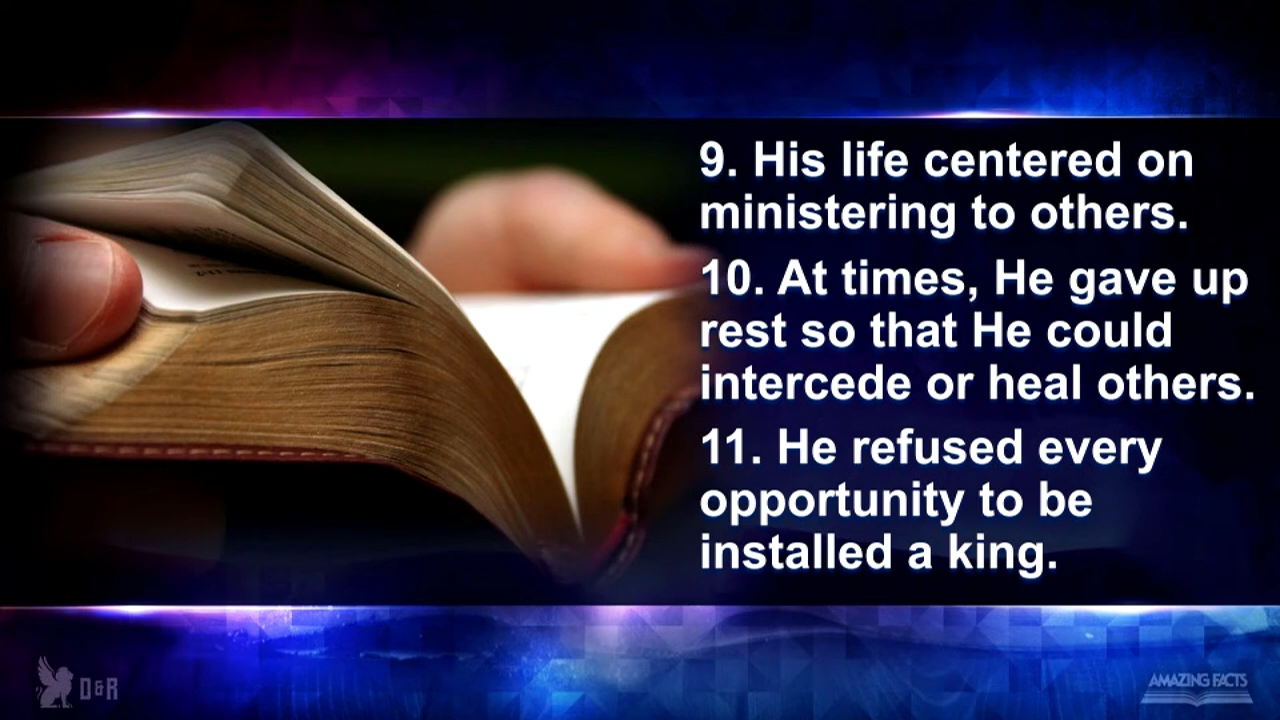 9. His life centered on
ministering to others.
10. At times, He gave up
rest so that He could
intercede or heal others.
11. He refused every
opportunity to be
installed a king.
D&R
AMAZING FACTS